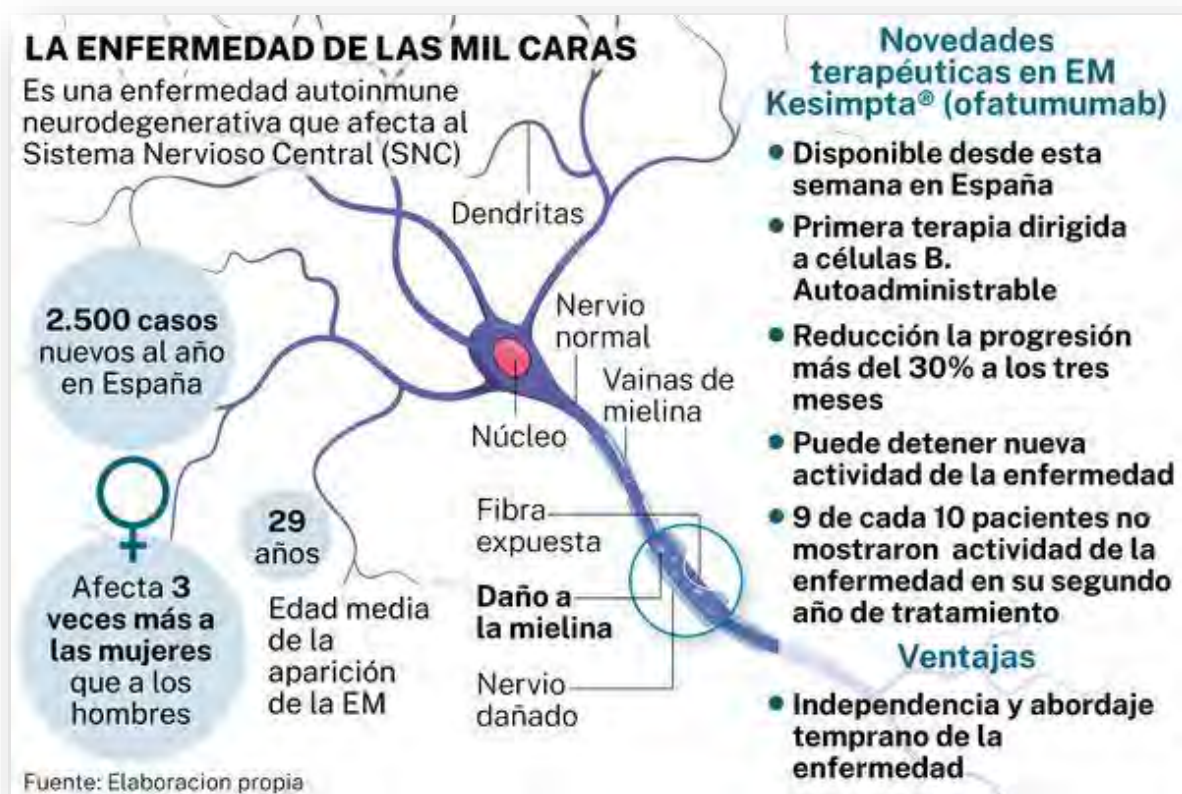 LA ENFERMEDAD DE LAS MIL CARAS
Es una enfermedad autoinmune
neurodegenerativa que afecta al
Sistema Nervioso Central (SNC)
Dendritas
2.500 casos
nuevos al año
en España
Nervio
normal
Vainas de
mielina
Núcleo
29
años
Edad media
de la
aparición
de la EM
Afecta 3
veces más a
las mujeres
que a los
hombres
Fibra
expuesta
Daño a
la mielina
Nervio
dañado
Fuente: Elaboracion propia
Novedades
terapéuticas en EM
Kesimpta® (ofatumumab)
• Disponible desde esta
semana en España
• Primera terapia dirigida
a células B.
Autoadministrable
• Reducción la progresión
más del 30% a los tres
meses
• Puede detener nueva
actividad de la enfermedad
• 9 de cada 10 pacientes no
mostraron actividad de la
enfermedad en su segundo
año de tratamiento
Ventajas
• Independencia y abordaje
temprano de la
enfermedad